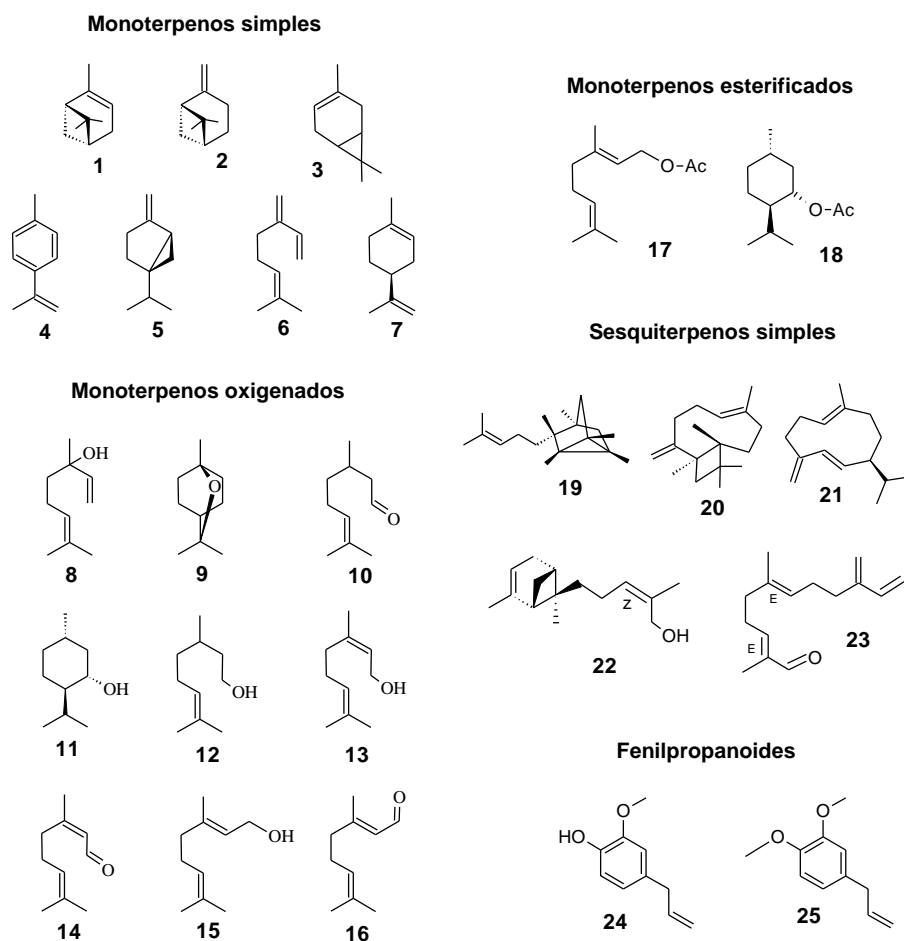 Monoterpenos simples
1
2
3
4
5
6
7
Monoterpenos oxigenados
OH
8
O
9
O
10
OH
11
OH
12
OH
13
O
14
OH
15
O
16
Monoterpenos esterificados
O-Ac
17
O-Ac
18
Sesquiterpenos simples
19
20
21
Z
OH
22
E
E
O
23
Fenilpropanoides
O
HO
24
O
O
25